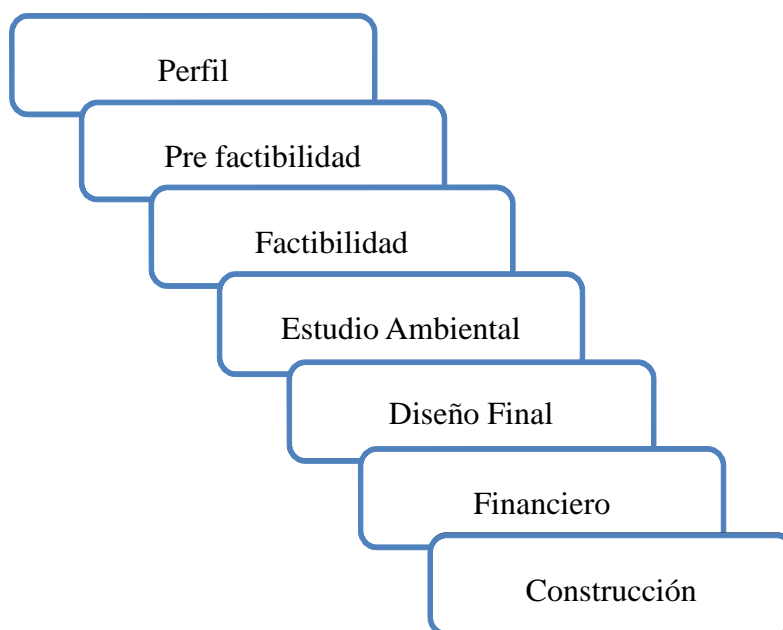 Perfil
Pre factibilidad
Factibilidad
Estudio Ambiental
Diseño Final
Financiero
Construcción